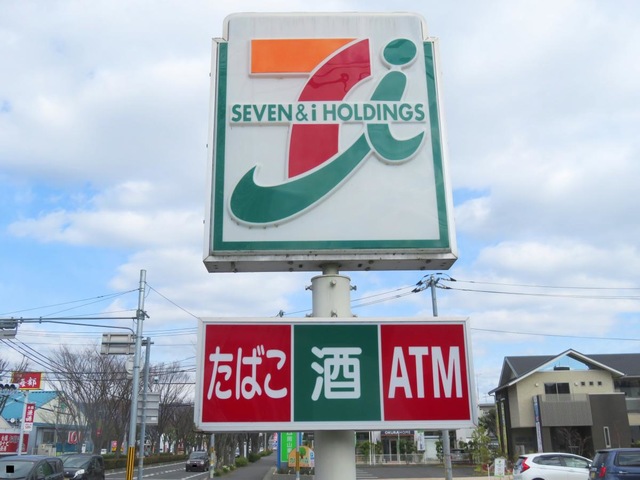 SEVEN & i HOLDINGS
たばこ
酒
ATM